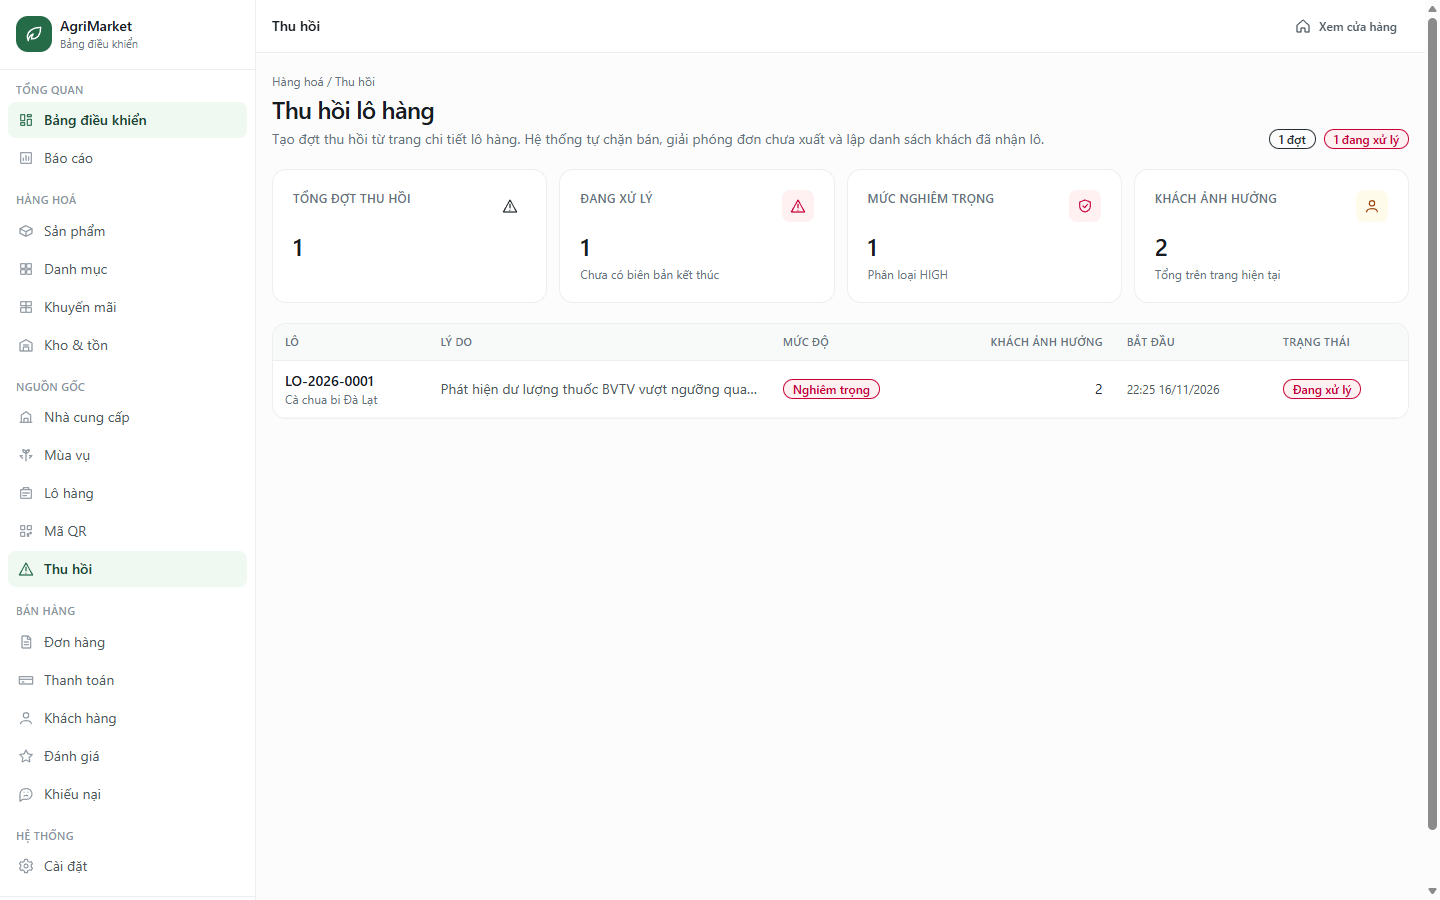 AgriMarket
Bảng điều khiển
TỔNG QUAN
Bảng điều khiển
Báo cáo
HÀNG HOÁ
Sản phẩm
Danh mục
Khuyến mãi
Kho & tồn
NGUỒN GỐC
Nhà cung cấp
Mùa vụ
Lô hàng
Mã QR
Thu hồi
BÁN HÀNG
Đơn hàng
Thanh toán
Khách hàng
Đánh giá
Khiếu nại
HỆ THỐNG
Cài đặt
Thu hồi
Xem cửa hàng
Hàng hoá / Thu hồi
Thu hồi lô hàng
Tạo đợt thu hồi từ trang chi tiết lô hàng. Hệ thống tự chặn bán, giải phóng đơn chưa xuất và lập danh sách khách đã nhận lô.
1 đợt
1 đang xử lý
TỔNG ĐỢT THU HỒI
1
ĐANG XỬ LÝ
1
Chưa có biên bản kết thúc
MỨC NGHIÊM TRỌNG
1
Phân loại HIGH
KHÁCH ẢNH HƯỞNG
2
Tổng trên trang hiện tại
LÔ LÝ DO MỨC ĐỘ KHÁCH ẢNH HƯỞNG BẮT ĐẦU TRẠNG THÁI
LO-2026-0001
Cà chua bi Đà Lạt
Phát hiện dư lượng thuốc BVTV vượt ngưỡng qua...
Nghiêm trọng
2
22:25 16/11/2026
Đang xử lý